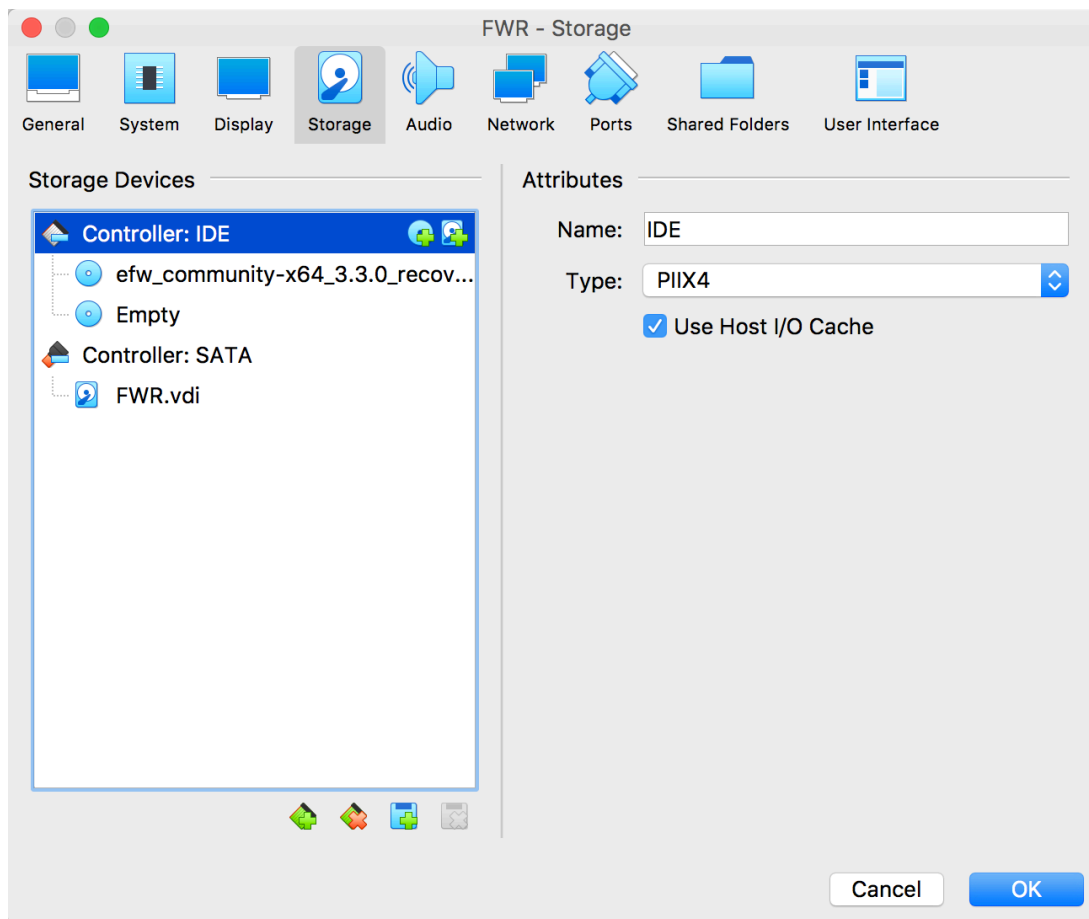 FWR - Storage
General System Display Storage Audio Network Ports Shared Folders User Interface
Storage Devices
Controller: IDE
efw_community-x64_3.3.0_recov...
Empty
Controller: SATA
FWR.vdi
Attributes
Name: IDE
Type: PIIX4
Use Host I/O Cache
Cancel OK